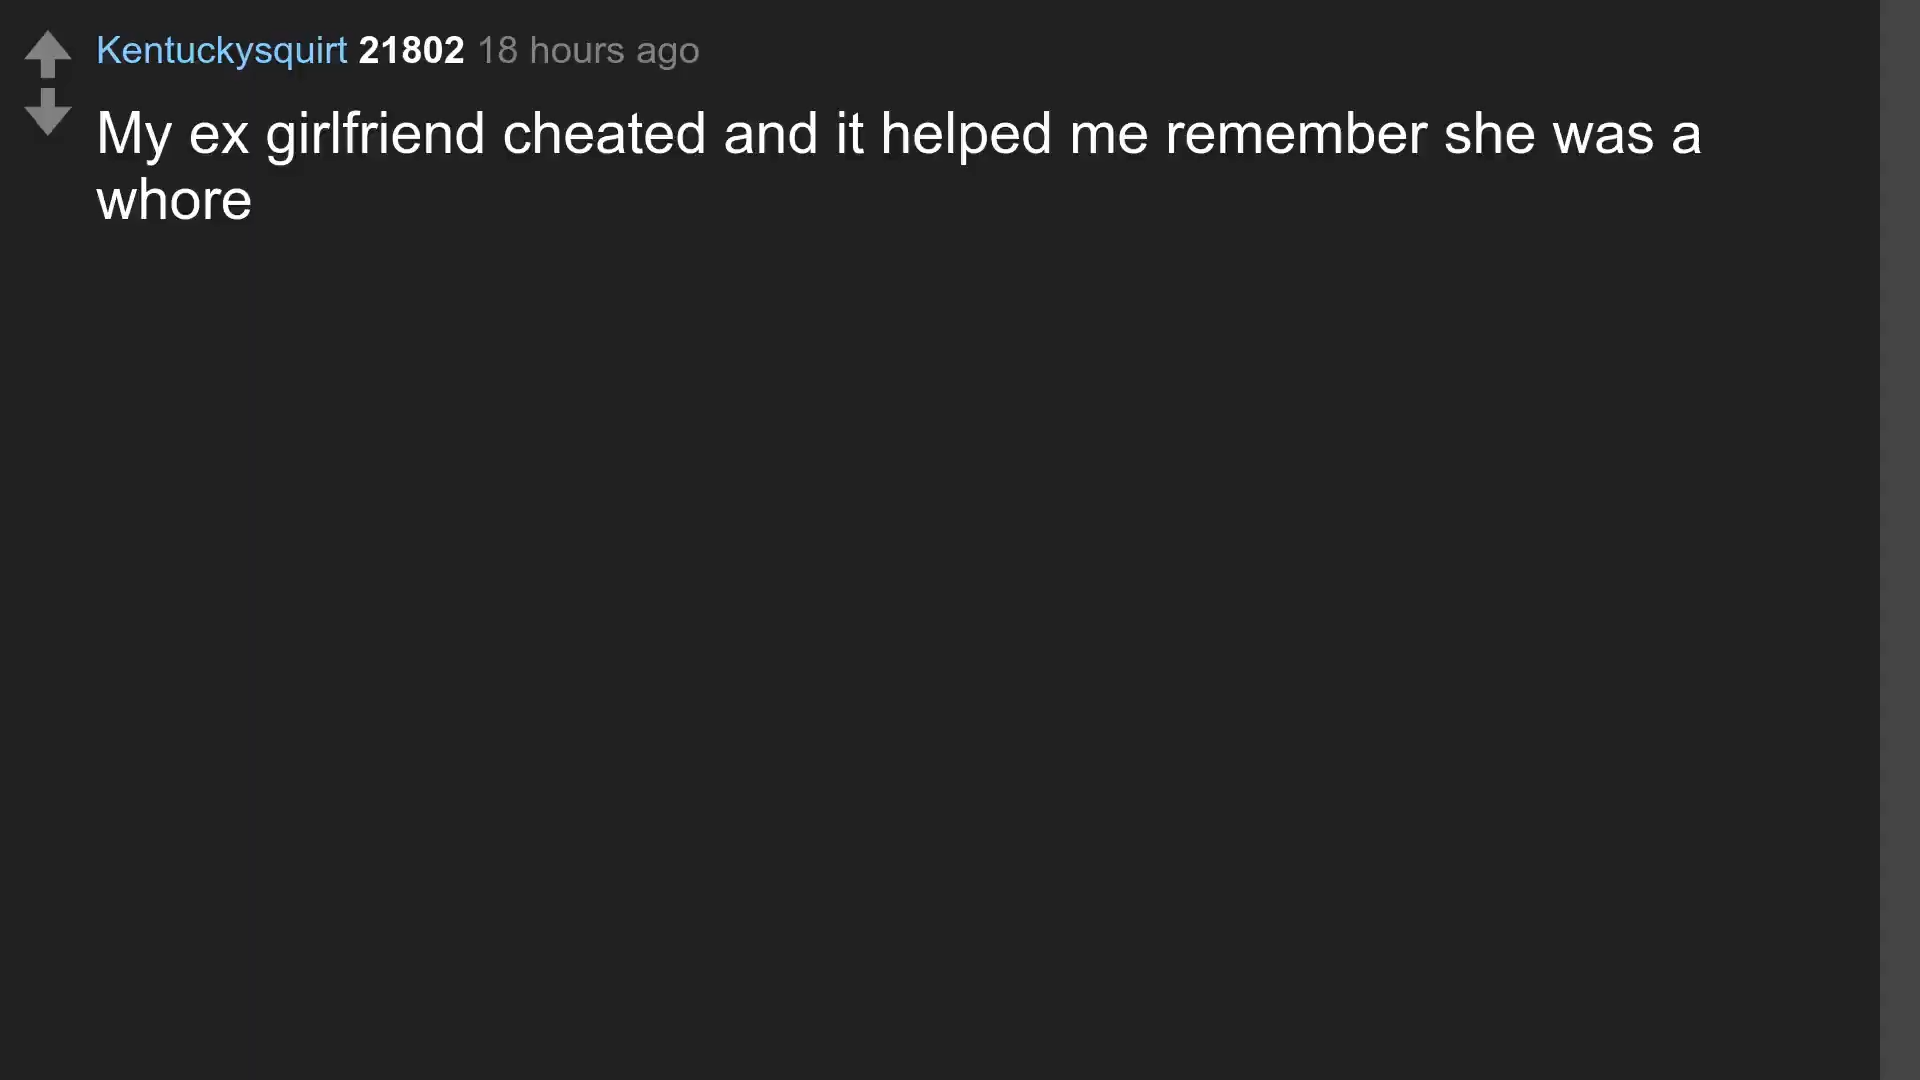 Kentuckysquirt 21802 18 hours ago
My ex girlfriend cheated and it helped me remember she was a
whore